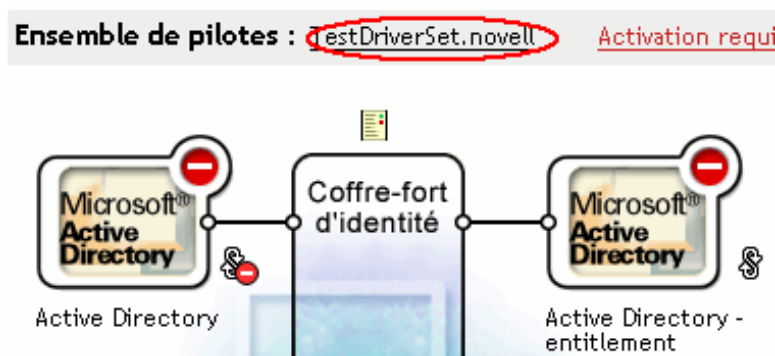 Ensemble de pilotes : TestDriverSet.novell Activation requi
Coffre-fort
d'identité
Microsoft®
Active
Directory
Microsoft®
Active
Directory
Active Directory
Active Directory -
entitlement